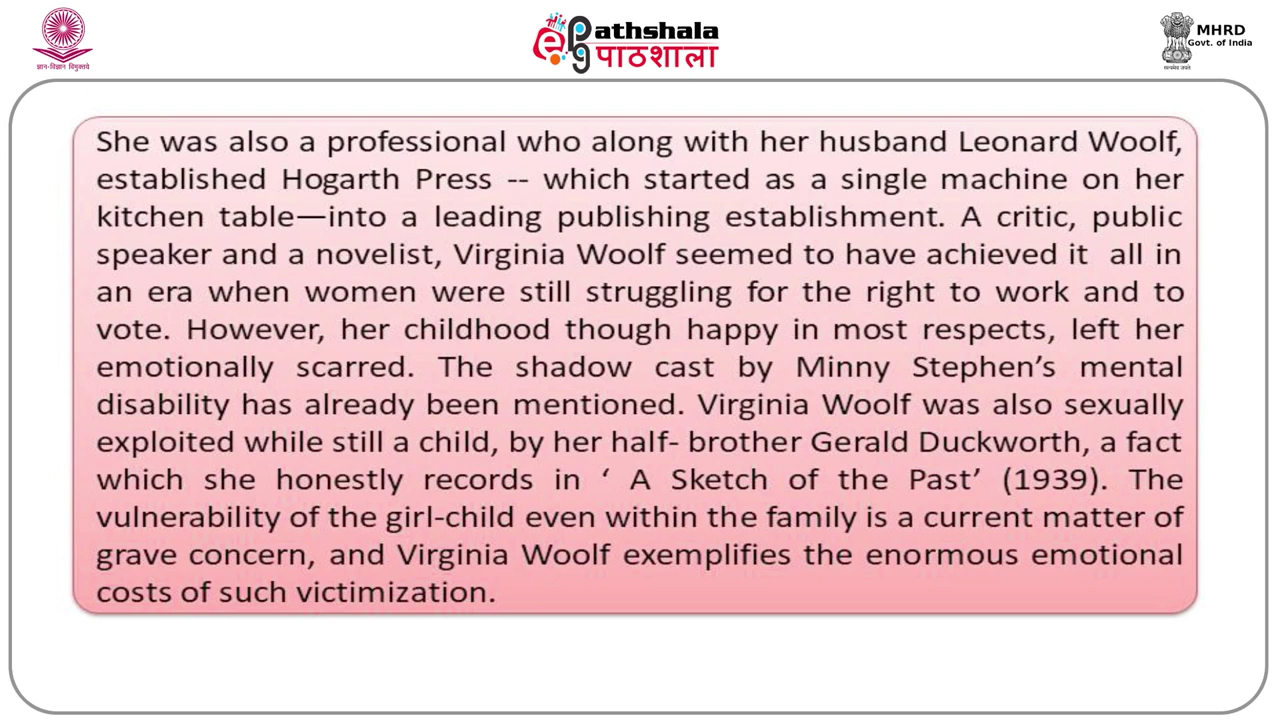 ज्ञान-विज्ञान विमुक्तये
e pg athshala
पाठशाला
MHRD
Govt. of India
सत्यमेव जयते
She was also a professional who along with her husband Leonard Woolf,
established Hogarth Press -- which started as a single machine on her
kitchen table—into a leading publishing establishment. A critic, public
speaker and a novelist, Virginia Woolf seemed to have achieved it  all in
an era when women were still struggling for the right to work and to
vote. However, her childhood though happy in most respects, left her
emotionally scarred. The shadow cast by Minny Stephen’s mental
disability has already been mentioned. Virginia Woolf was also sexually
exploited while still a child, by her half- brother Gerald Duckworth, a fact
which she honestly records in ‘ A Sketch of the Past’ (1939). The
vulnerability of the girl-child even within the family is a current matter of
grave concern, and Virginia Woolf exemplifies the enormous emotional
costs of such victimization.